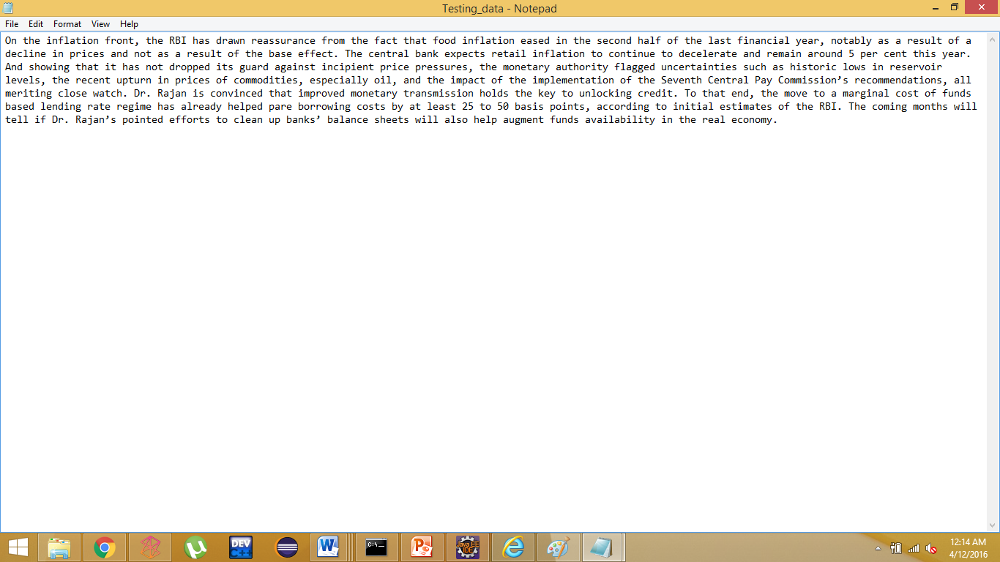 Testing_data - Notepad
File Edit Format View Help
On the inflation front, the RBI has drawn reassurance from the fact that food inflation eased in the second half of the last financial year, notably as a result of a
decline in prices and not as a result of the base effect. The central bank expects retail inflation to continue to decelerate and remain around 5 per cent this year.
And showing that it has not dropped its guard against incipient price pressures, the monetary authority flagged uncertainties such as historic lows in reservoir
levels, the recent upturn in prices of commodities, especially oil, and the impact of the implementation of the Seventh Central Pay Commission’s recommendations, all
meriting close watch. Dr. Rajan is convinced that improved monetary transmission holds the key to unlocking credit. To that end, the move to a marginal cost of funds
based lending rate regime has already helped pare borrowing costs by at least 25 to 50 basis points, according to initial estimates of the RBI. The coming months will
tell if Dr. Rajan’s pointed efforts to clean up banks’ balance sheets will also help augment funds availability in the real economy.
DEV
C++
C:\_
Java EE
IDE
12:14 AM
4/12/2016